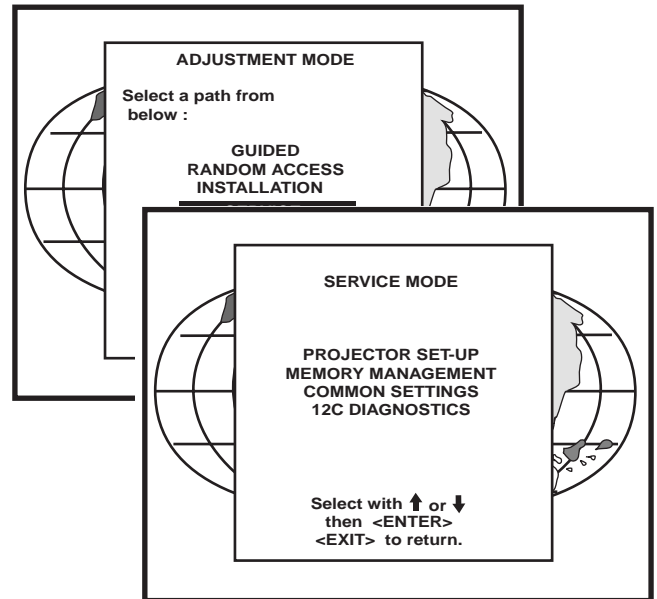 ADJUSTMENT MODE
Select a path from
below :
GUIDED
RANDOM ACCESS
INSTALLATION
SERVICE MODE
PROJECTOR SET-UP
MEMORY MANAGEMENT
COMMON SETTINGS
12C DIAGNOSTICS
Select with ⬆ or ⬇
then <ENTER>
<EXIT> to return.